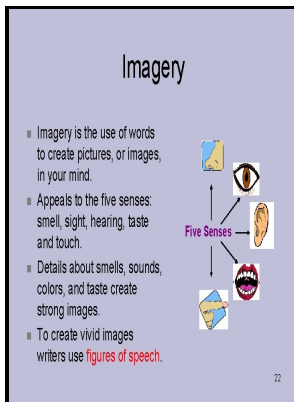 Imagery
Imagery is the use of words
to create pictures, or images,
in your mind.
Appeals to the five senses:
smell, sight, hearing, taste
and touch.
Details about smells, sounds,
colors, and taste create
strong images.
To create vivid images
writers use figures of speech.
Five Senses
22